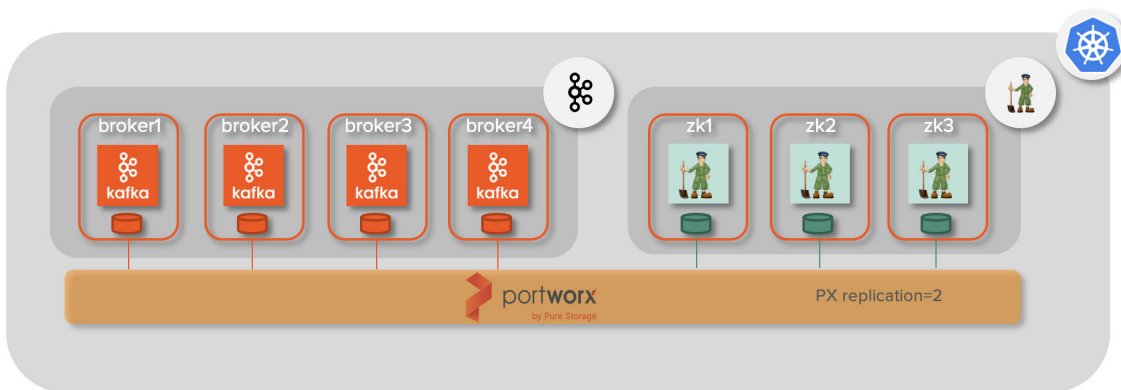 broker1 broker2 broker3 broker4 zk1 zk2 zk3
kafka kafka kafka kafka
portworx PX replication=2
by Pure Storage